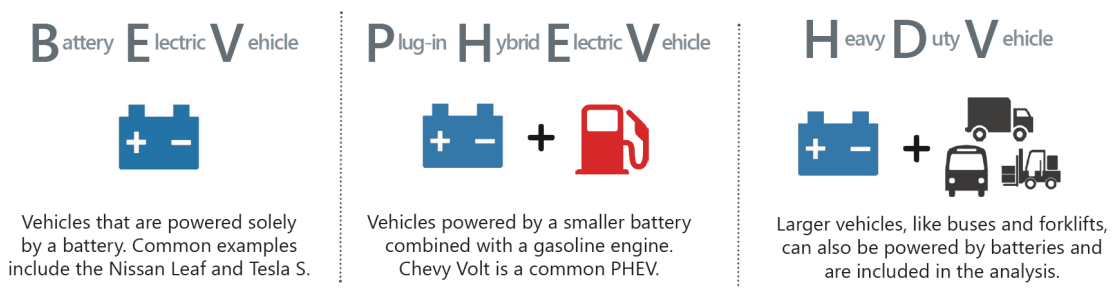 Battery Electric Vehicle
Vehicles that are powered solely
by a battery. Common examples
include the Nissan Leaf and Tesla S.
Plug-in Hybrid Electric Vehicle
Vehicles powered by a smaller battery
combined with a gasoline engine.
Chevy Volt is a common PHEV.
Heavy Duty Vehicle
Larger vehicles, like buses and forklifts,
can also be powered by batteries and
are included in the analysis.